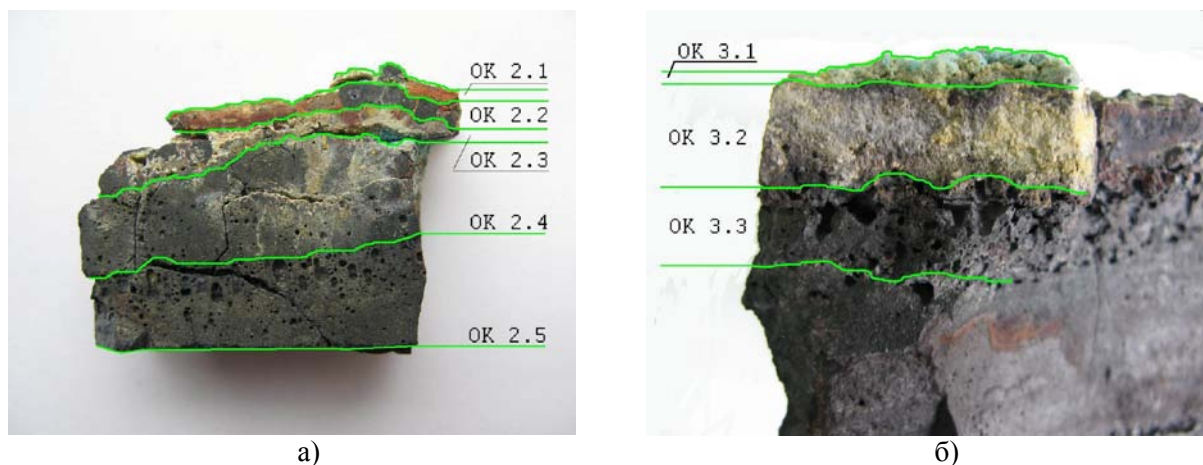 ОК 2.1
ОК 2.2
ОК 2.3
ОК 2.4
ОК 2.5
а)
ОК 3.1
ОК 3.2
ОК 3.3
б)